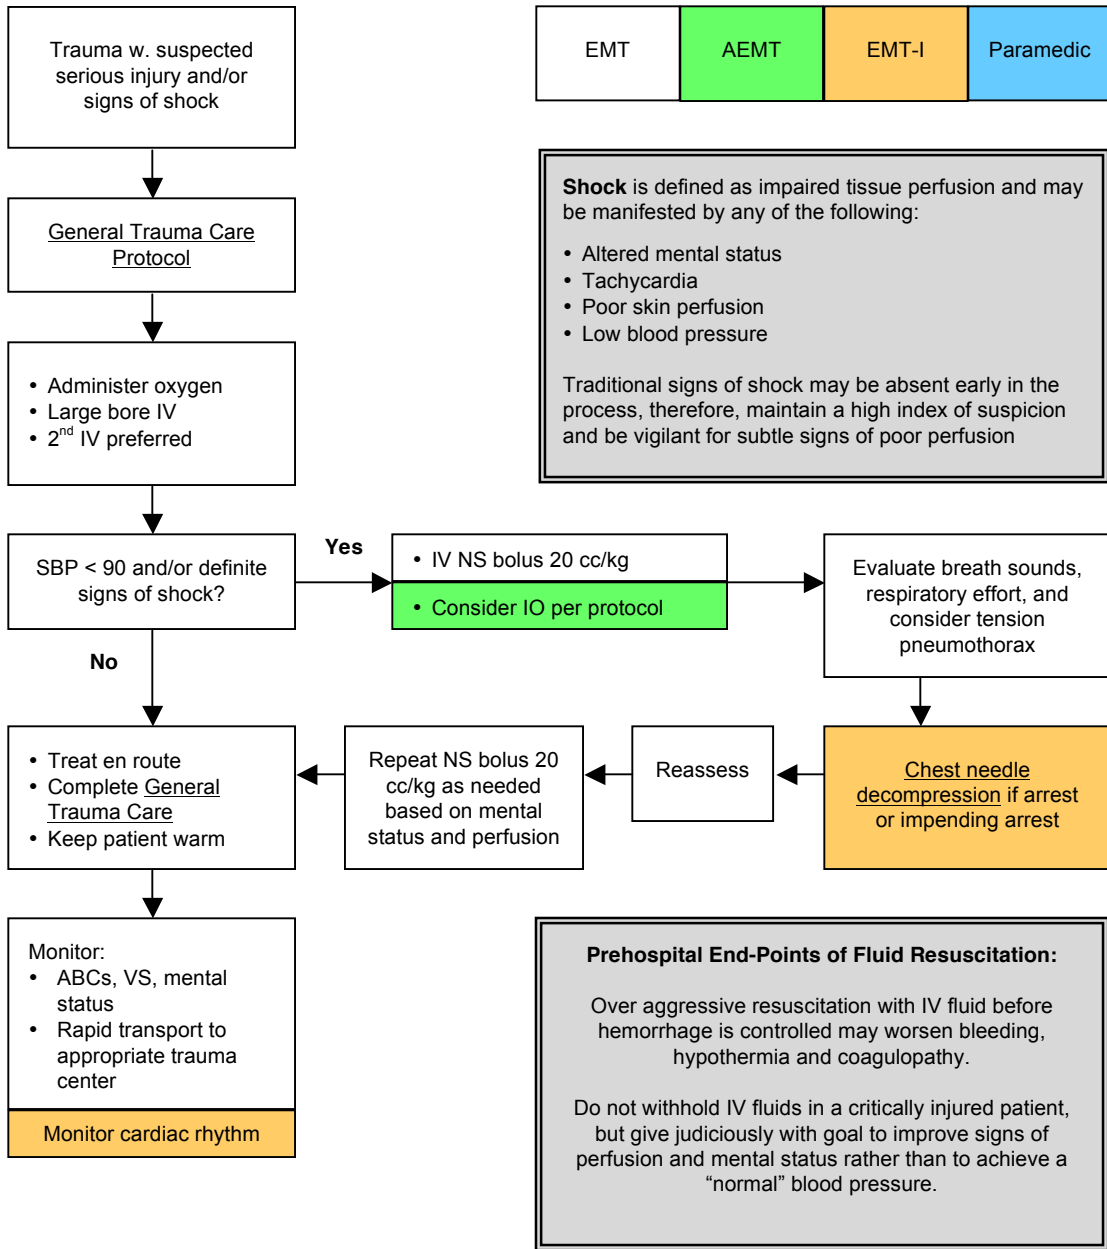 Trauma w. suspected
serious injury and/or
signs of shock
EMT
AEMT
EMT-I
Paramedic
General Trauma Care
Protocol
Shock is defined as impaired tissue perfusion and may
be manifested by any of the following:
• Altered mental status
• Tachycardia
• Poor skin perfusion
• Low blood pressure
Traditional signs of shock may be absent early in the
process, therefore, maintain a high index of suspicion
and be vigilant for subtle signs of poor perfusion
• Administer oxygen
• Large bore IV
• 2nd IV preferred
SBP < 90 and/or definite
signs of shock?
Yes
• IV NS bolus 20 cc/kg
• Consider IO per protocol
Evaluate breath sounds,
respiratory effort, and
consider tension
pneumothorax
No
• Treat en route
• Complete General
Trauma Care
• Keep patient warm
Repeat NS bolus 20
cc/kg as needed
based on mental
status and perfusion
Reassess
Chest needle
decompression if arrest
or impending arrest
Monitor:
• ABCs, VS, mental
status
• Rapid transport to
appropriate trauma
center
Monitor cardiac rhythm
Prehospital End-Points of Fluid Resuscitation:
Over aggressive resuscitation with IV fluid before
hemorrhage is controlled may worsen bleeding,
hypothermia and coagulopathy.
Do not withhold IV fluids in a critically injured patient,
but give judiciously with goal to improve signs of
perfusion and mental status rather than to achieve a
“normal” blood pressure.